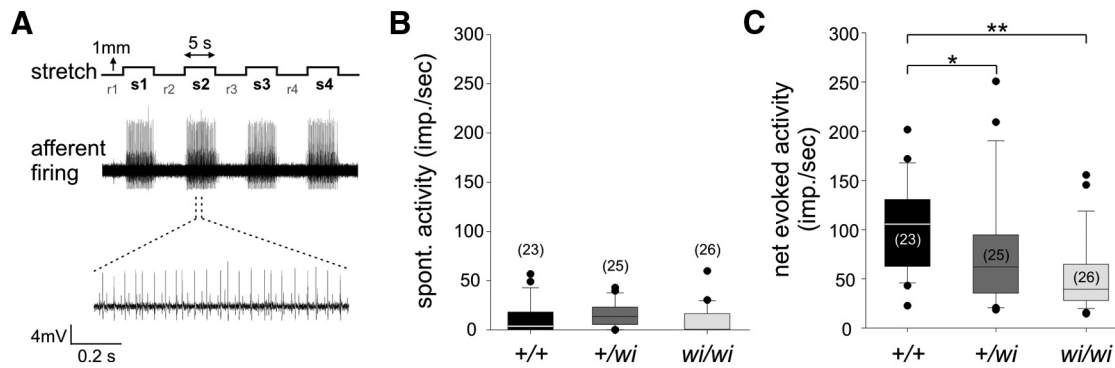 A
1mm
5 s
stretch
r1 s1 r2 s2 r3 s3 r4 s4
afferent
firing
4mV
0.2 s
B
spont. activity (imp./sec)
300
250
200
150
100
50
0
(23)
(25)
(26)
+/+ +/wi wi/wi
C
net evoked activity
(imp./sec)
300
250
200
150
100
50
0
**
*
(23)
(25)
(26)
+/+ +/wi wi/wi